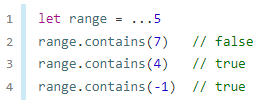 1 let range = ...5
2 range.contains(7)   // false
3 range.contains(4)   // true
4 range.contains(-1)  // true